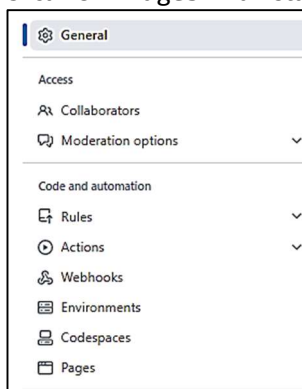 General
Access
Collaborators
Moderation options
Code and automation
Rules
Actions
Webhooks
Environments
Codespaces
Pages